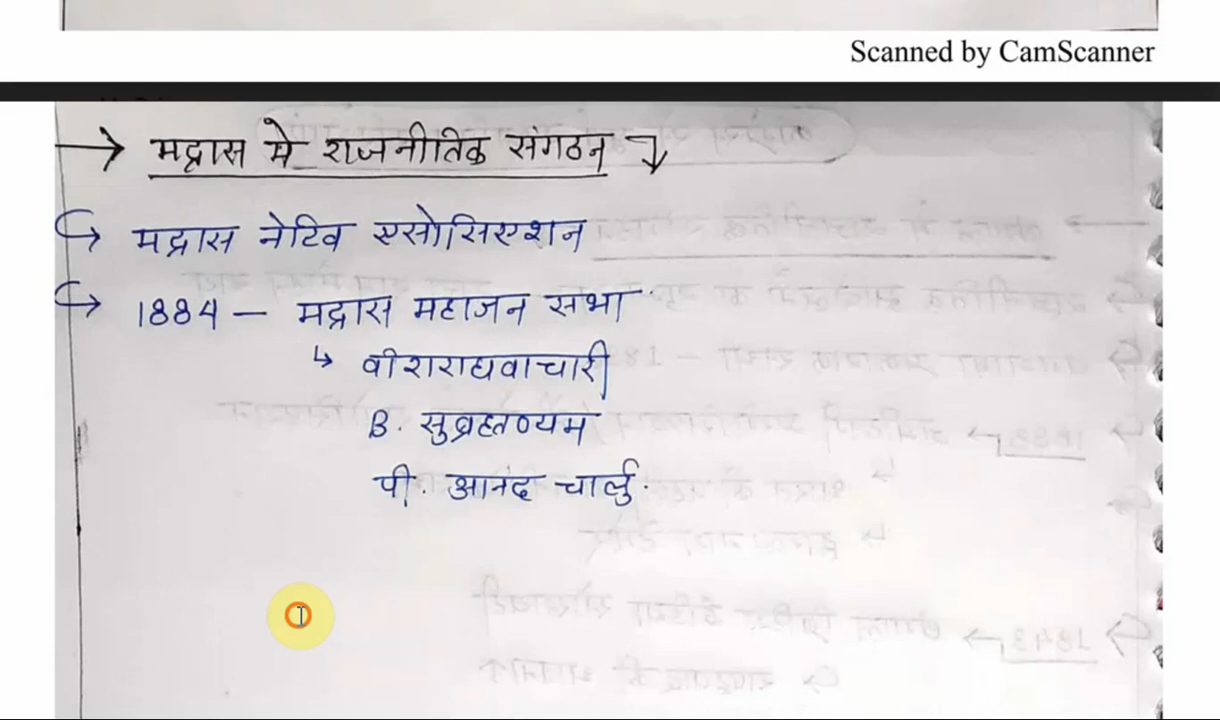 Scanned by CamScanner
→ मद्रास मे राजनीतिक संगठन
मद्रास नेटिव एसोसिएशन
1884 – मद्रास महाजन सभा
↳ वीरराघवाचारी
B. सुब्रह्मण्यम
पी. आनंद चार्लु.